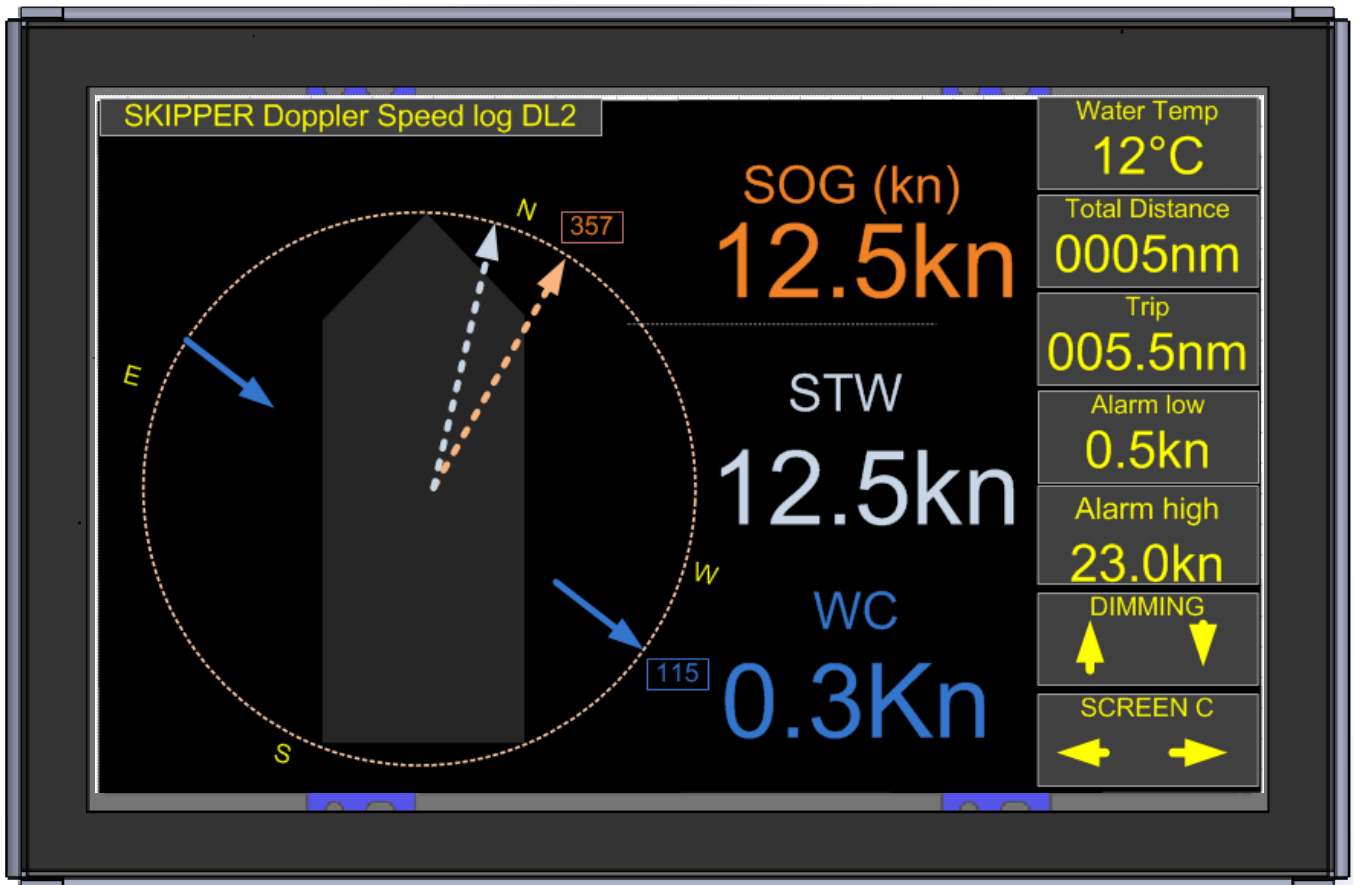 SKIPPER Doppler Speed log DL2
N
357
E
W
115
S
SOG (kn)
12.5kn
STW
12.5kn
WC
0.3Kn
Water Temp
12°C
Total Distance
0005nm
Trip
005.5nm
Alarm low
0.5kn
Alarm high
23.0kn
DIMMING
SCREEN C